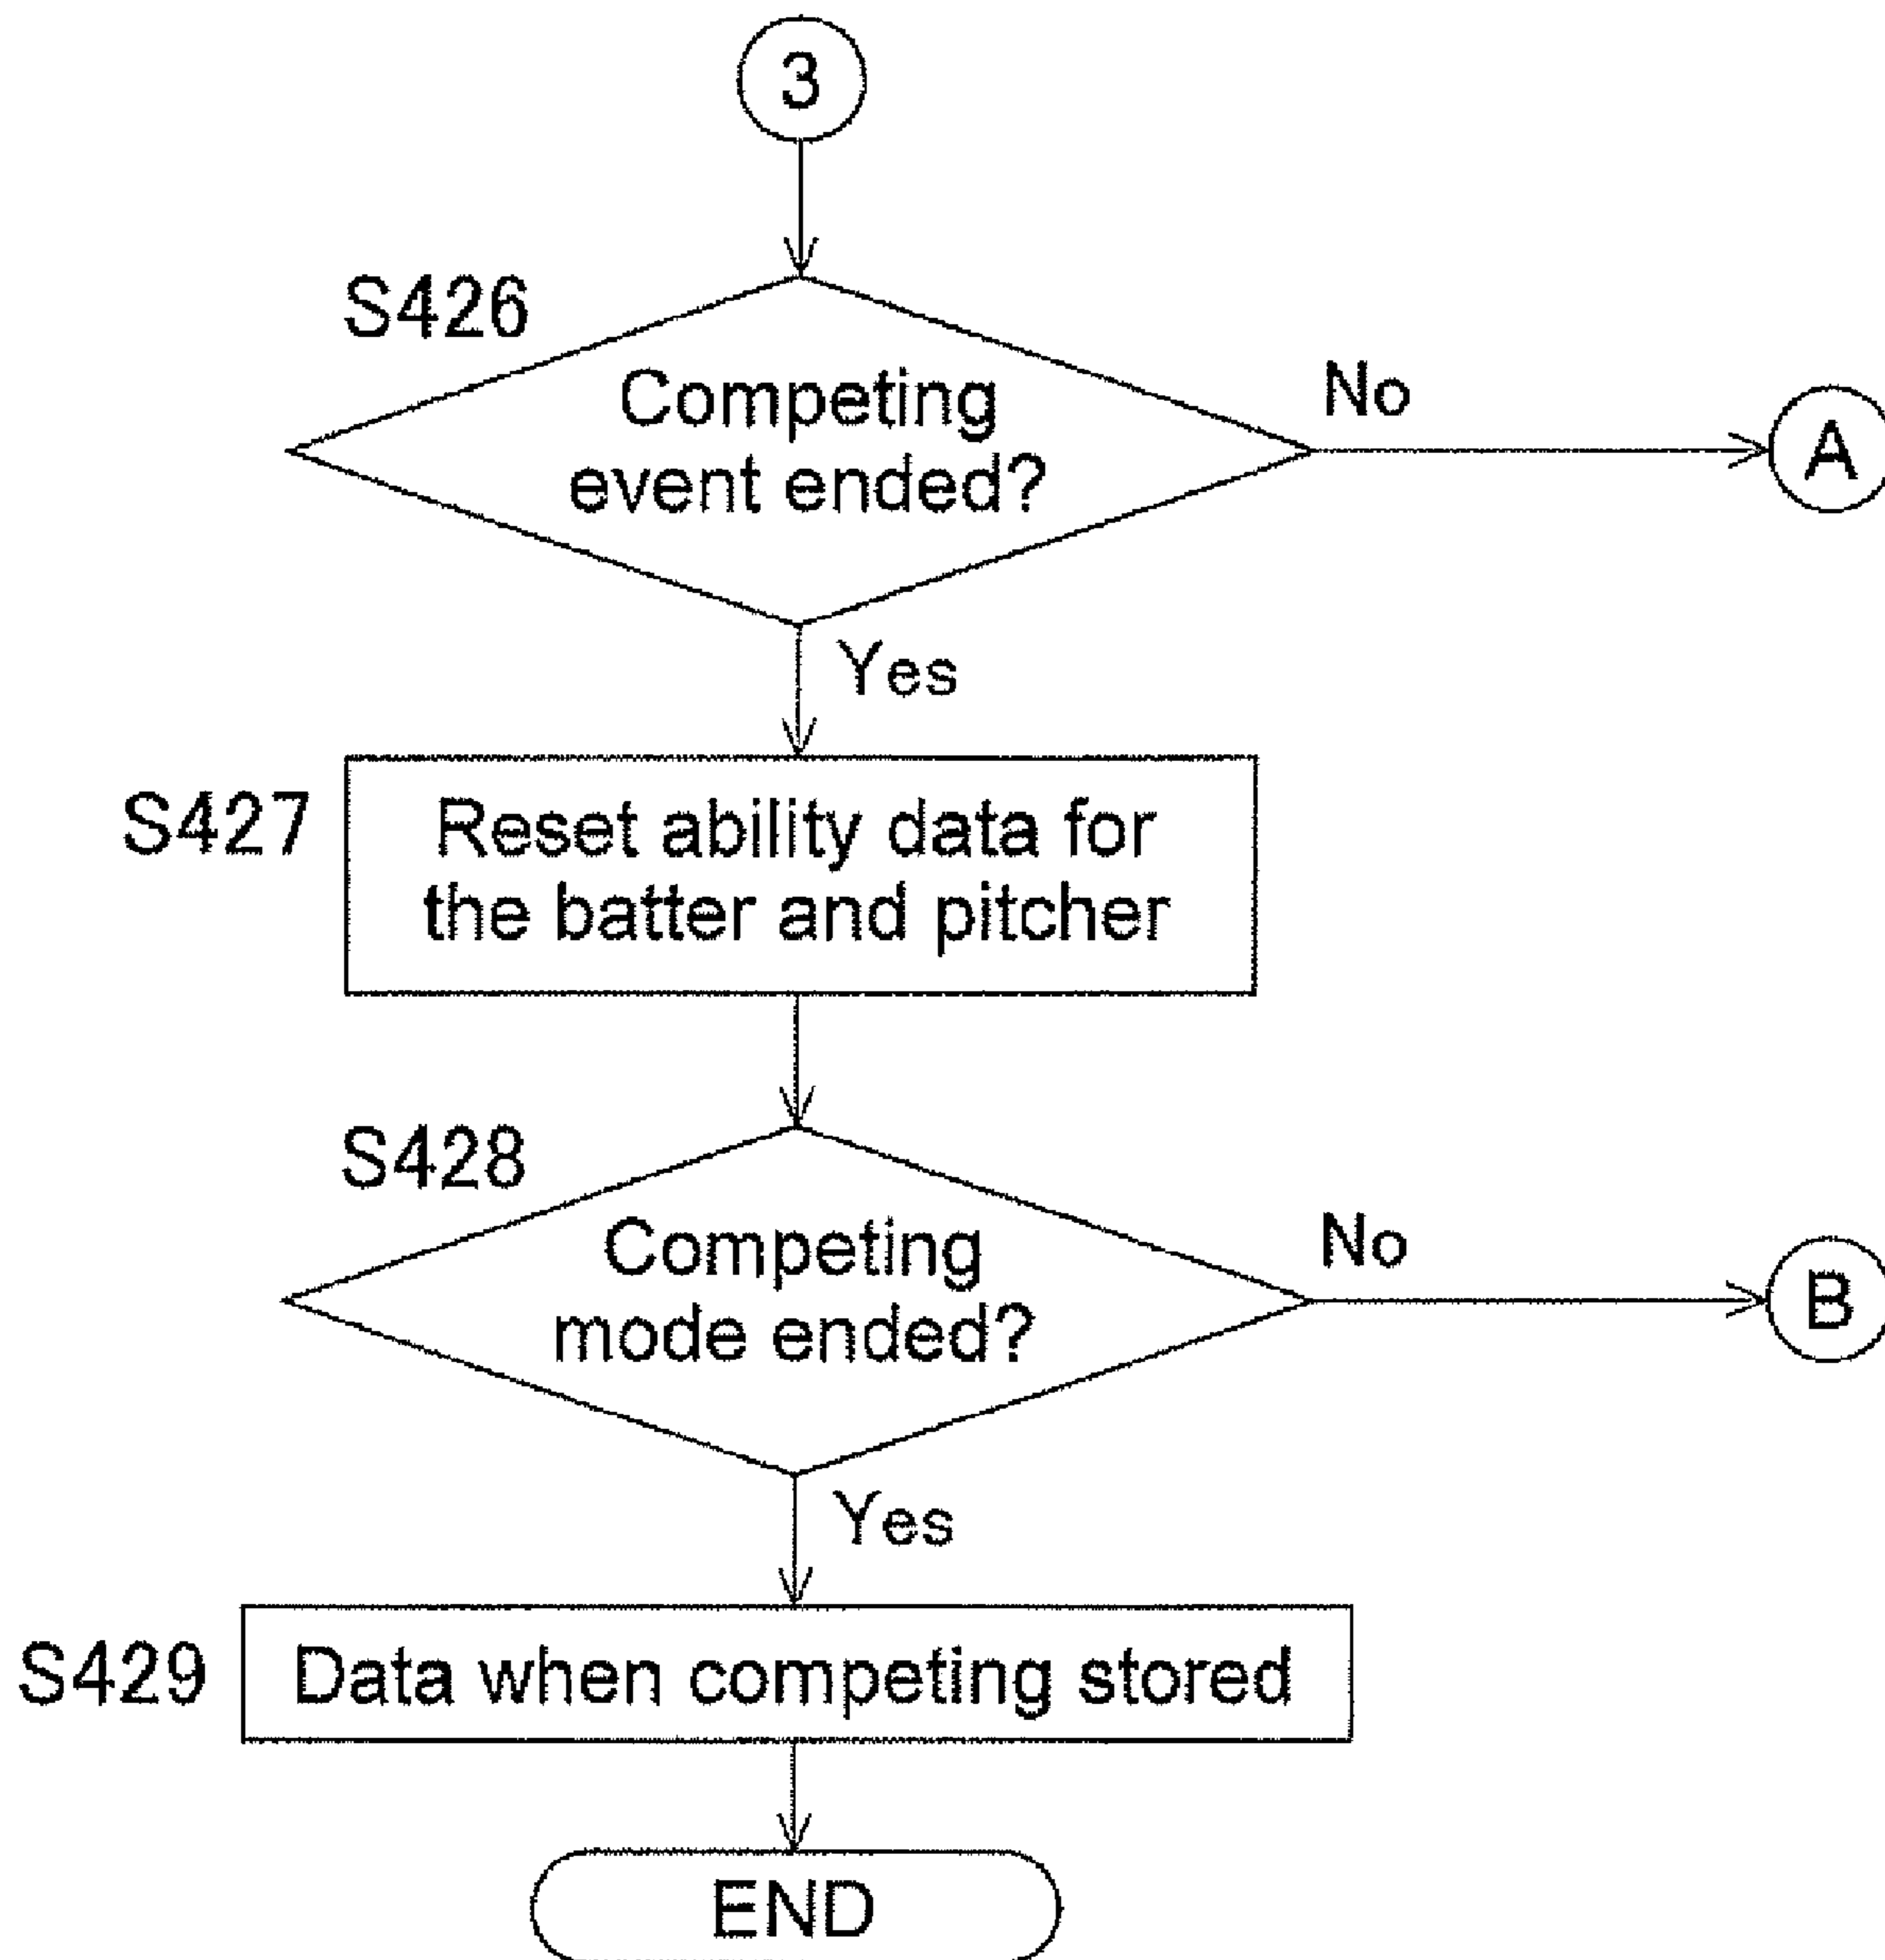 3
S426
Competing
event ended?
No
A
Yes
S427
Reset ability data for
the batter and pitcher
S428
Competing
mode ended?
No
B
Yes
S429
Data when competing stored
END